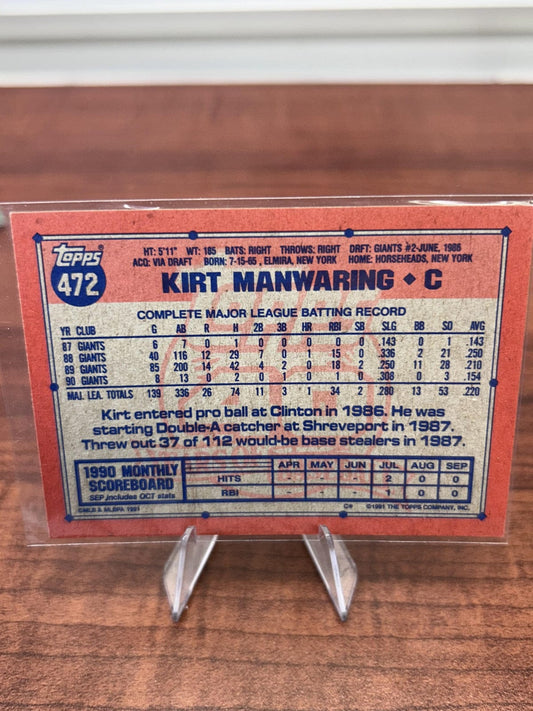 HT: 5'11" WT: 185 BATS: RIGHT THROWS: RIGHT DRFT: GIANTS #2-JUNE, 1986
ACQ: VIA DRAFT BORN: 7-15-65, ELMIRA, NEW YORK HOME: HORSEHEADS, NEW YORK
TOPPS®
472
KIRT MANWARING • C
COMPLETE MAJOR LEAGUE BATTING RECORD
YR CLUB G AB R H 2B 3B HR RBI SB SLG BB SO AVG
87 GIANTS 6 7 0 1 0 0 0 0 0 .143 0 1 .143
88 GIANTS 40 116 12 29 7 0 1 15 0 .336 2 21 .250
89 GIANTS 85 200 14 42 4 2 0 18 2 .250 11 28 .210
90 GIANTS 8 13 0 2 0 1 0 1 0 .308 0 3 .154
MAJ. LEA. TOTALS 139 336 26 74 11 3 1 34 2 .280 13 53 .220
Kirt entered pro ball at Clinton in 1986. He was
starting Double-A catcher at Shreveport in 1987.
Threw out 37 of 112 would-be base stealers in 1987.
1990 MONTHLY
SCOREBOARD
SEP includes OCT stats
APR MAY JUN JUL AUG SEP
HITS - - - 2 0 0
RBI - - - 1 0 0
©MLB & MLBPA 1991
C* ©1991 THE TOPPS COMPANY, INC.